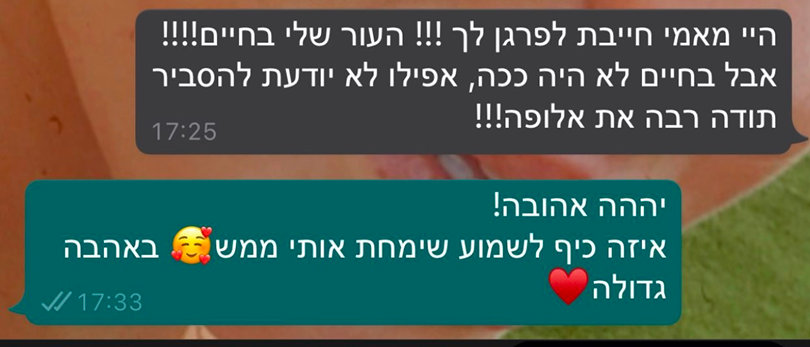 היי מאמי חייבת לפרגן לך !!! העור שלי בחיים!!!!
אבל בחיים לא היה ככה, אפילו לא יודעת להסביר
תודה רבה את אלופה!!!
17:25
יההה אהובה!
איזה כיף לשמוע שימחת אותי ממש🥰 באהבה
גדולה♥️
17:33